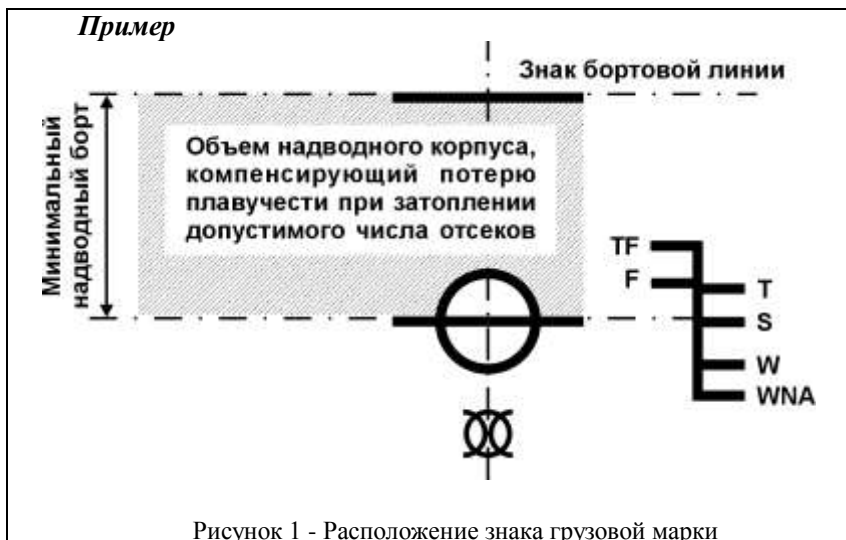 Пример
Знак бортовой линии
Минимальный
надводный борт
Объем надводного корпуса,
компенсирующий потерю
плавучести при затоплении
допустимого числа отсеков
TF
F
T
S
W
WNA
Рисунок 1 - Расположение знака грузовой марки